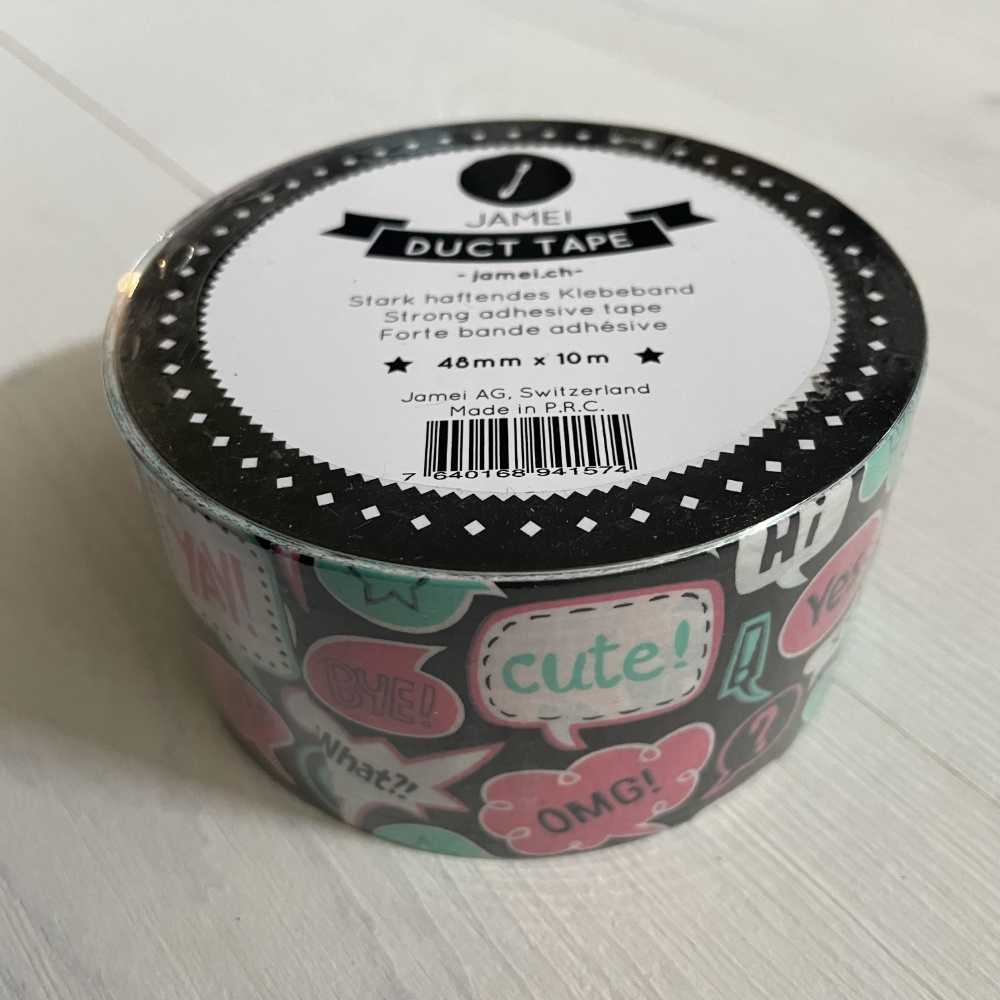 JAMEI
DUCT TAPE
- jamei.ch-
Stark haftendes Klebeband
Strong adhesive tape
Forte bande adhésive
★ 48mm x 10m ★
Jamei AG, Switzerland
Made in P.R.C.
7 640168 941574
HI
YAI!
cute!
!
Yes
BYE!
?
What?!
OMG!